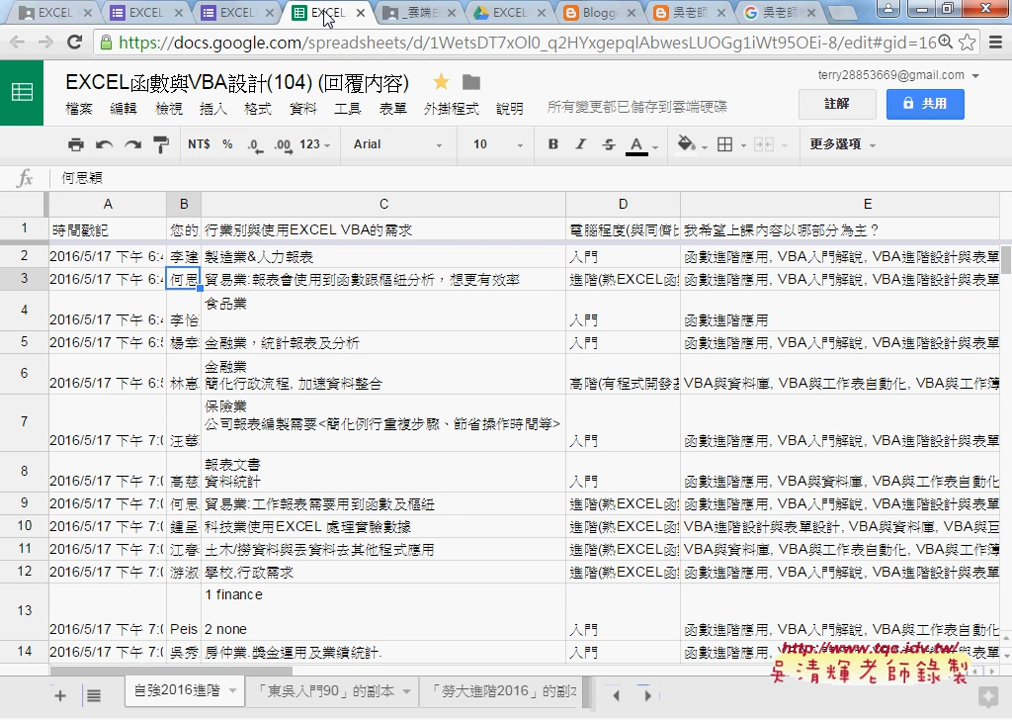 EXCEL
EXCEL
EXCEL
EXCEL
_雲端
EXCEL
Blogg
吳老師
吳老師
https://docs.google.com/spreadsheets/d/1WetsDT7xOl0_q2HYxgepqlAbwesLUOGg1iWt95OEi-8/edit#gid=16
EXCEL函數與VBA設計(104) (回覆內容)
terry28853669@gmail.com
檔案 編輯 檢視 插入 格式 資料 工具 表單 外掛程式 說明 所有變更都已儲存到雲端硬碟
註解 共用
NT$ % .0 .00 123 Arial 10 B I S A 更多選項
fx 何思穎
A B C D E
1 時間戳記 您的 行業別與使用EXCEL VBA的需求 電腦程度(與同儕比 我希望上課內容以哪部分為主？
2 2016/5/17 下午 6:4 李建 製造業&人力報表 入門 函數進階應用, VBA入門解說, VBA進階設計與表單
3 2016/5/17 下午 6:4 何思 貿易業:報表會使用到函數跟樞紐分析，想更有效率 進階(熟EXCEL函 函數進階應用, VBA入門解說, VBA進階設計與表單
食品業
4 2016/5/17 下午 6:4 李怡 入門 函數進階應用
5 2016/5/17 下午 6:5 楊幸 金融業，統計報表及分析 入門 函數進階應用, VBA入門解說, VBA進階設計與表單
金融業
6 2016/5/17 下午 6:5 林惠 簡化行政流程, 加速資料整合 高階(有程式開發基 VBA與資料庫, VBA與工作表自動化, VBA與工作簿
保險業
公司報表編製需要<簡化例行重複步驟、節省操作時間等>
7 2016/5/17 下午 7:0 汪華 入門 函數進階應用, VBA入門解說, VBA進階設計與表單
報表文書
8 2016/5/17 下午 7:0 高慈 資料統計 入門 函數進階應用, VBA與資料庫, VBA與工作表自動化
9 2016/5/17 下午 7:0 何思 貿易業:工作報表需要用到函數及樞紐 進階(熟EXCEL函 函數進階應用, VBA入門解說, VBA進階設計與表單
10 2016/5/17 下午 7:0 鍾呈 科技業使用EXCEL 處理實驗數據 進階(熟EXCEL函 VBA進階設計與表單設計, VBA與資料庫, VBA與互
11 2016/5/17 下午 7:0 江春 土木/撈資料與丟資料去其他程式應用 進階(熟EXCEL函 VBA與資料庫, VBA與工作表自動化, VBA與工作簿
12 2016/5/17 下午 7:0 游淑 學校,行政需求 進階(熟EXCEL函 函數進階應用, VBA入門解說, VBA進階設計與表單
1 finance
13 2016/5/17 下午 7:0 Peis 2 none 入門 函數進階應用, VBA入門解說, VBA與工作表自動化
14 2016/5/17 下午 7:0 吳秀 房仲業.獎金運用及業績統計. 入門 函數進階應用, VBA入門解說, VBA進階設計與表單
http://www.tqc.idv.tw/
吳清輝老師錄製
自強2016進階 「東吳入門90」的副本 「勞大進階2016」的副本